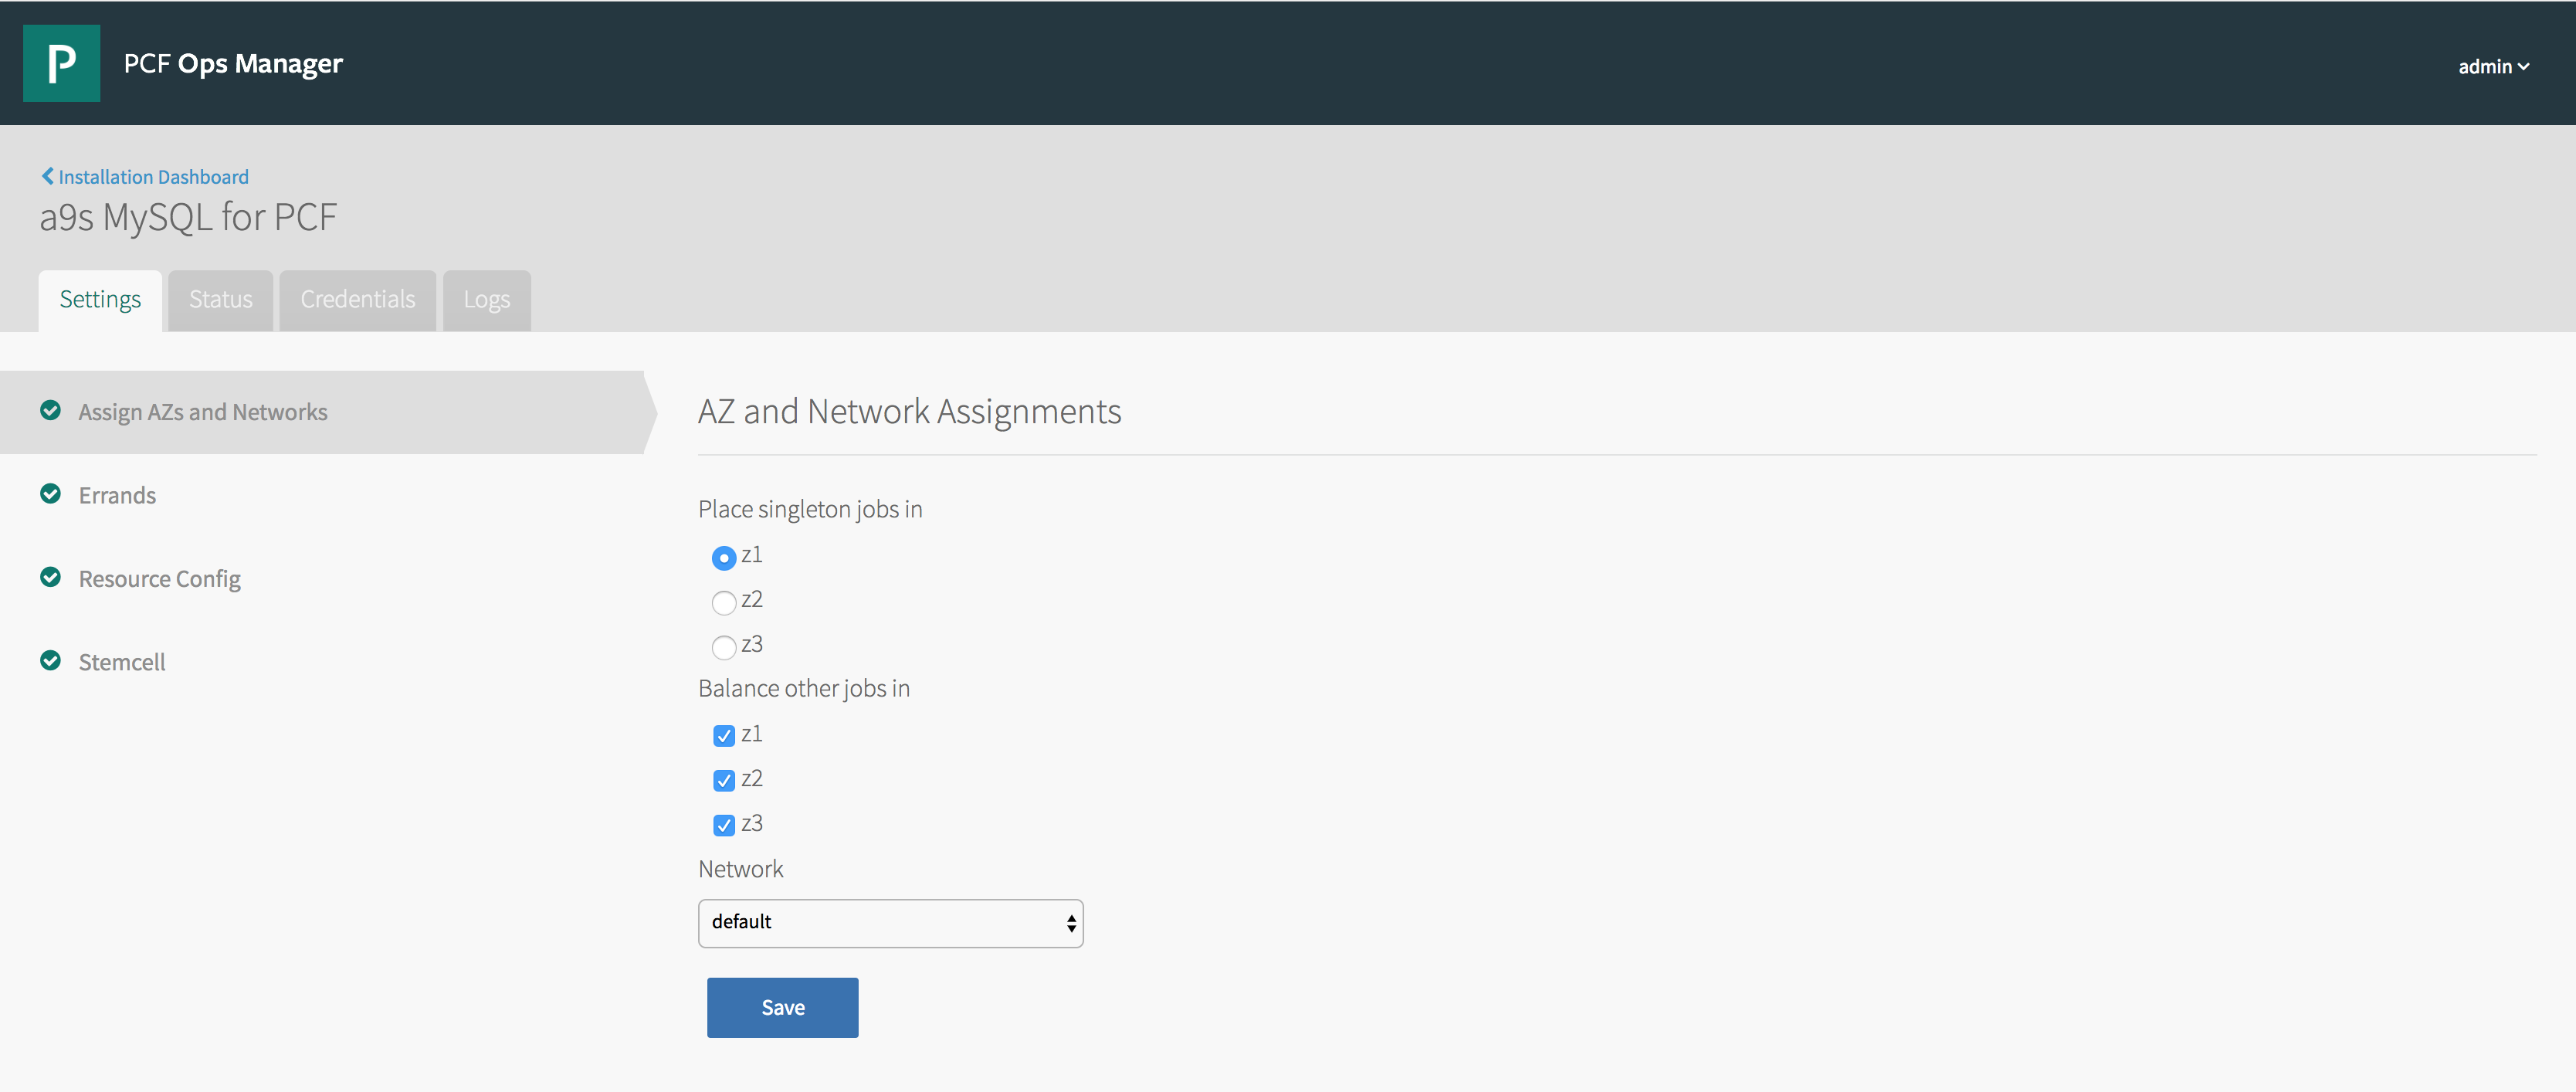 P PCF Ops Manager admin
Installation Dashboard
a9s MySQL for PCF
Settings Status Credentials Logs
Assign AZs and Networks
Errands
Resource Config
Stemcell
AZ and Network Assignments
Place singleton jobs in
z1
z2
z3
Balance other jobs in
z1
z2
z3
Network
default
Save